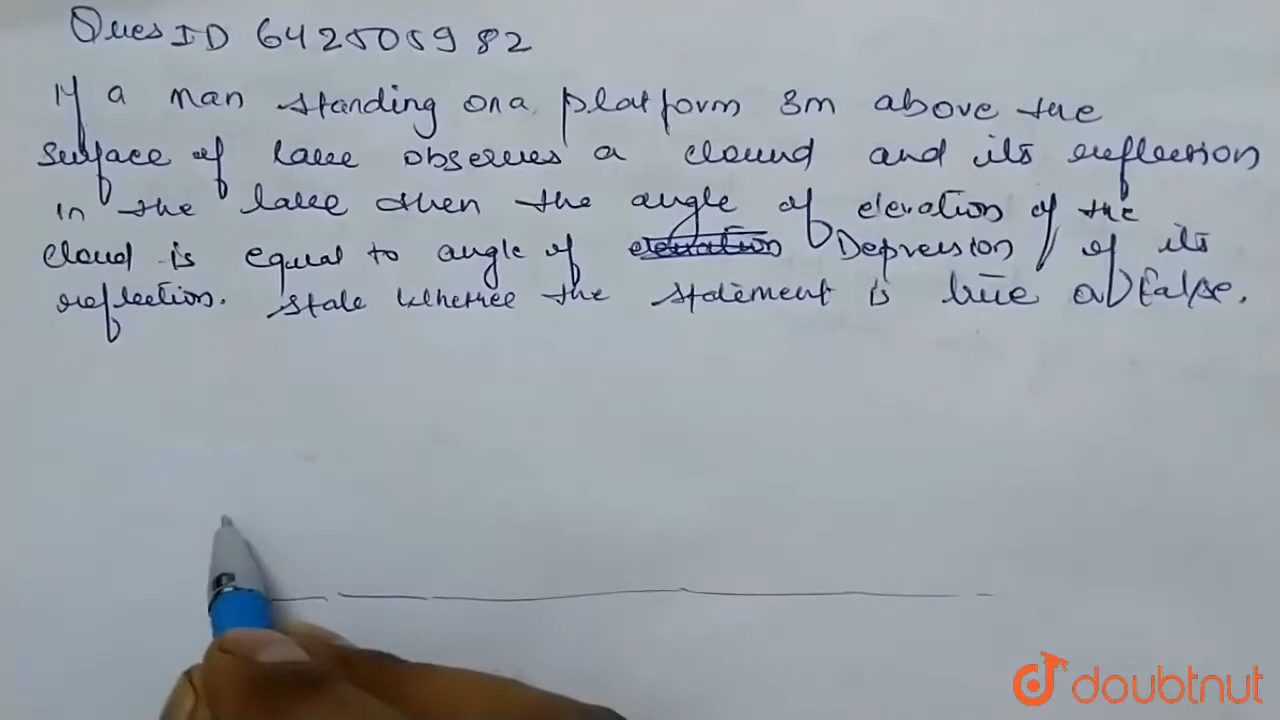 Ques ID 642505982
If a man standing on a platform 3m above the
surface of lake observes a cloud and its reflection
in the lake then the angle of elevation of the
cloud is equal to angle of elevation Depression of its
reflection. State whether the statement is true or false.
doubtnut